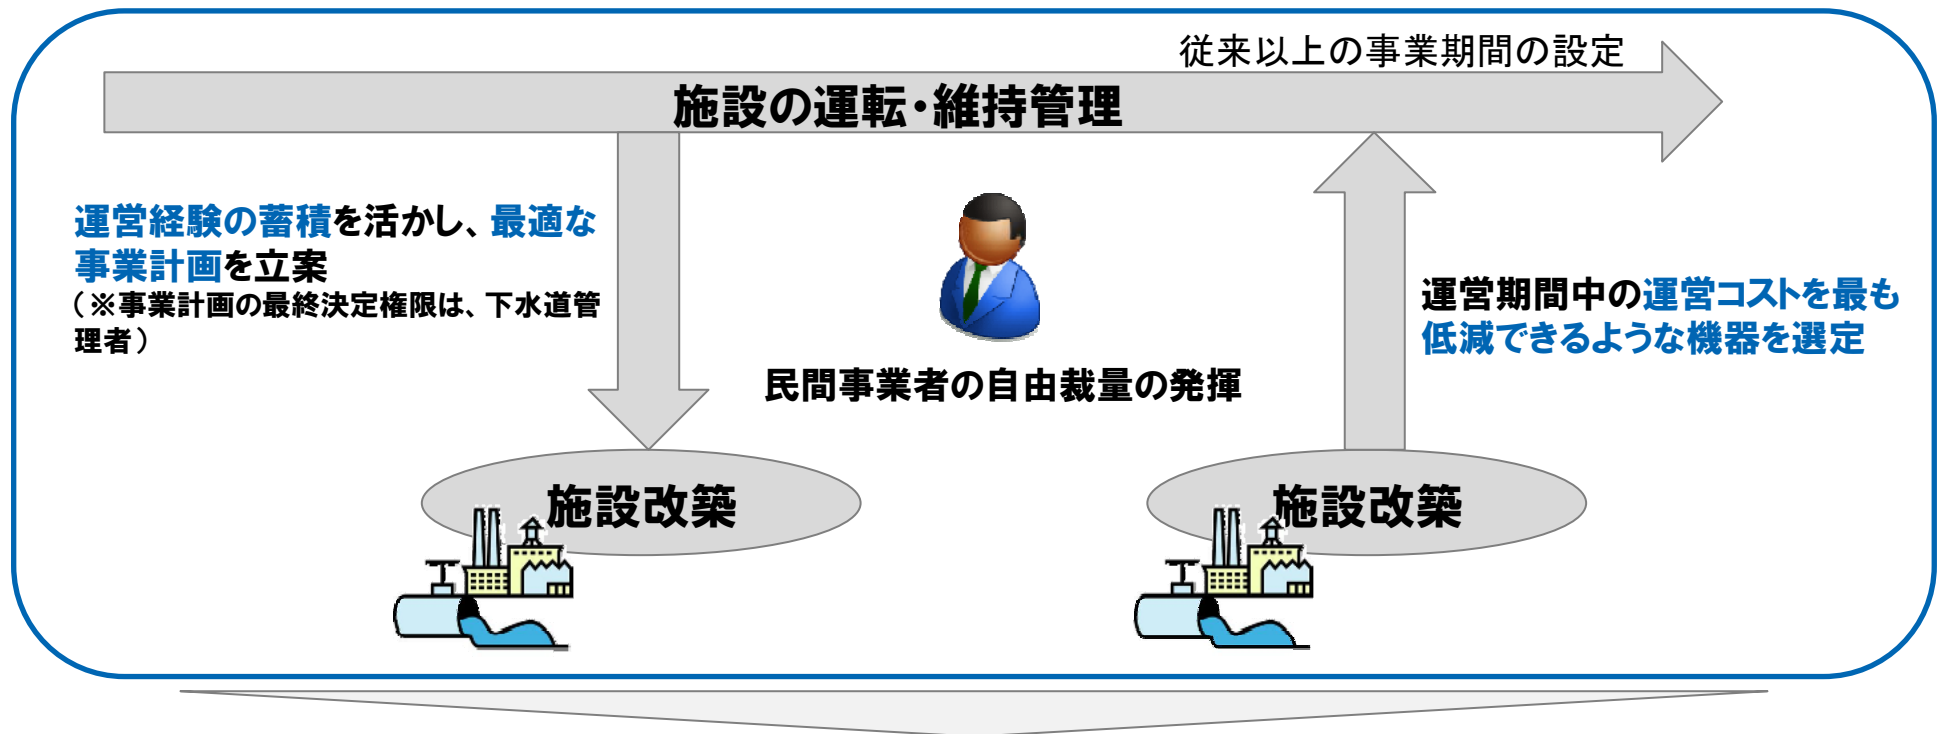 従来以上の事業期間の設定
施設の運転・維持管理
運営経験の蓄積を活かし、最適な
事業計画を立案
(※事業計画の最終決定権限は、下水道管
理者)
民間事業者の自由裁量の発揮
運営期間中の運営コストを最も
低減できるような機器を選定
施設改築
施設改築